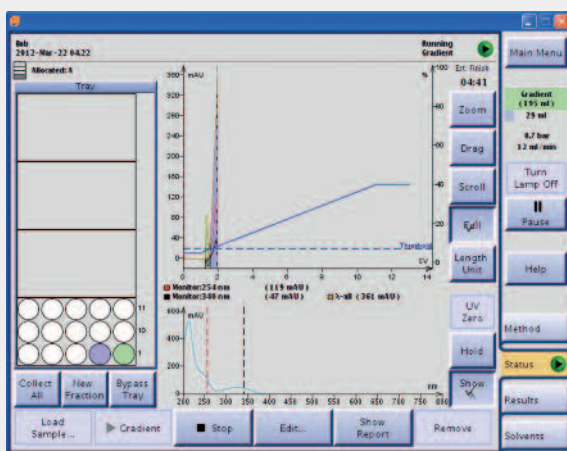 Bob
2012-Mar-22 04:22
Running
Gradient
Allocated: 8
Tray
11
10
1
mAU
360
320
280
240
200
160
120
80
40
0
%
100
80
60
40
20
0
Threshold
0 2 4 6 8 10 12 14
CV
Monitor:254 nm (119 mAU)
Monitor:340 nm (47 mAU) λ-all (361 mAU)
mAU
600
400
200
0
nm
200 250 300 350 400 450 500 550 600 650 700 750 800
Est. Finish
04:41
Zoom
Drag
Scroll
Full
Length
Unit
UV
Zero
Hold
Show
Main Menu
Gradient
(195 ml)
29 ml
0.7 bar
12 ml/min
Turn
Lamp Off
Pause
Help
Method
Status
Results
Solvents
Collect
All
New
Fraction
Bypass
Tray
Load
Sample...
Gradient
Stop
Edit...
Show
Report
Remove